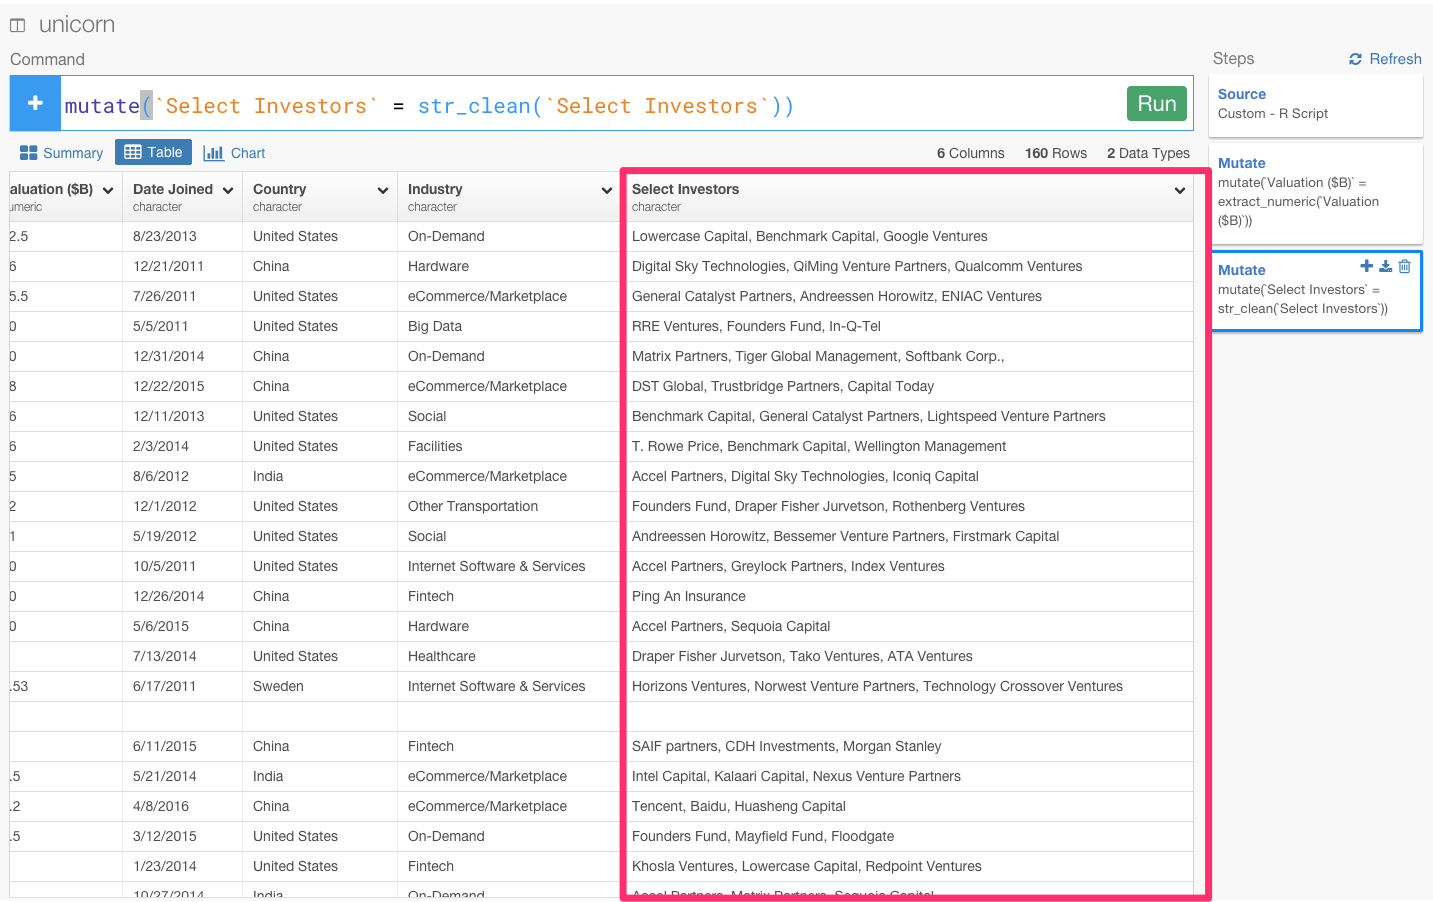 unicorn
Command
Steps
Refresh
+ mutate(`Select Investors` = str_clean(`Select Investors`)) Run
Source
Custom - R Script
Summary Table Chart 6 Columns 160 Rows 2 Data Types
Mutate
mutate(`Valuation ($B)` =
extract_numeric(`Valuation
($B)`))
Mutate
mutate(`Select Investors` =
str_clean(`Select Investors`))
aluation ($B) Date Joined Country Industry Select Investors
umeric character character character character
2.5 8/23/2013 United States On-Demand Lowercase Capital, Benchmark Capital, Google Ventures
6 12/21/2011 China Hardware Digital Sky Technologies, QiMing Venture Partners, Qualcomm Ventures
5.5 7/26/2011 United States eCommerce/Marketplace General Catalyst Partners, Andreessen Horowitz, ENIAC Ventures
0 5/5/2011 United States Big Data RRE Ventures, Founders Fund, In-Q-Tel
0 12/31/2014 China On-Demand Matrix Partners, Tiger Global Management, Softbank Corp.,
8 12/22/2015 China eCommerce/Marketplace DST Global, Trustbridge Partners, Capital Today
6 12/11/2013 United States Social Benchmark Capital, General Catalyst Partners, Lightspeed Venture Partners
6 2/3/2014 United States Facilities T. Rowe Price, Benchmark Capital, Wellington Management
5 8/6/2012 India eCommerce/Marketplace Accel Partners, Digital Sky Technologies, Iconiq Capital
2 12/1/2012 United States Other Transportation Founders Fund, Draper Fisher Jurvetson, Rothenberg Ventures
1 5/19/2012 United States Social Andreessen Horowitz, Bessemer Venture Partners, Firstmark Capital
0 10/5/2011 United States Internet Software & Services Accel Partners, Greylock Partners, Index Ventures
0 12/26/2014 China Fintech Ping An Insurance
0 5/6/2015 China Hardware Accel Partners, Sequoia Capital
7/13/2014 United States Healthcare Draper Fisher Jurvetson, Tako Ventures, ATA Ventures
.53 6/17/2011 Sweden Internet Software & Services Horizons Ventures, Norwest Venture Partners, Technology Crossover Ventures
6/11/2015 China Fintech SAIF partners, CDH Investments, Morgan Stanley
.5 5/21/2014 India eCommerce/Marketplace Intel Capital, Kalaari Capital, Nexus Venture Partners
.2 4/8/2016 China eCommerce/Marketplace Tencent, Baidu, Huasheng Capital
.5 3/12/2015 United States On-Demand Founders Fund, Mayfield Fund, Floodgate
1/23/2014 United States Fintech Khosla Ventures, Lowercase Capital, Redpoint Ventures
10/27/2014 India On-Demand Accel Partners, Matrix Partners, Sequoia Capital